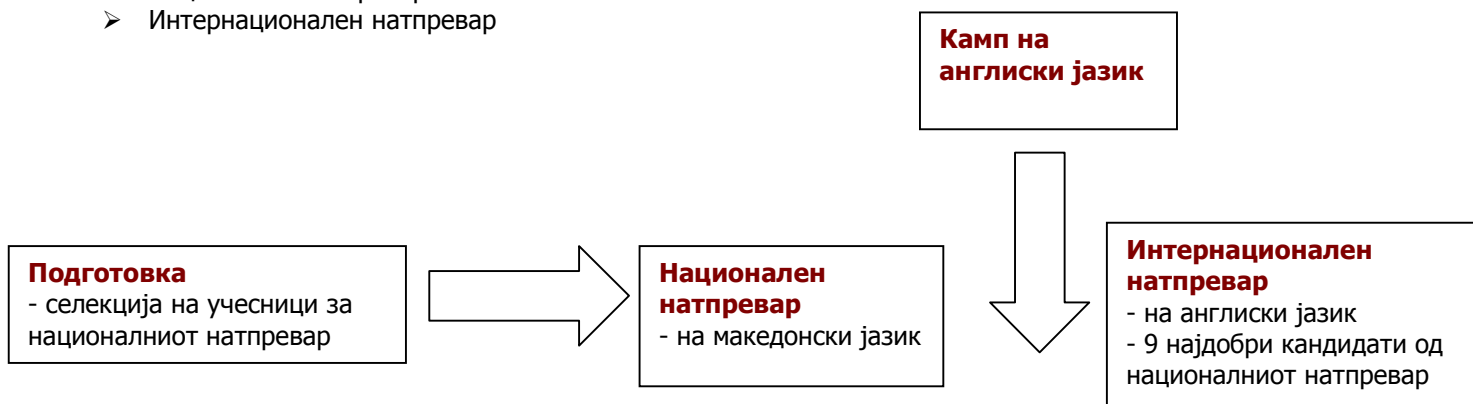 ➢ Интернационален натпревар
Камп на
англиски јазик
Подготовка
- селекција на учесници за
националниот натпревар
Национален
натпревар
- на македонски јазик
Интернационален
натпревар
- на англиски јазик
- 9 најдобри кандидати од
националниот натпревар